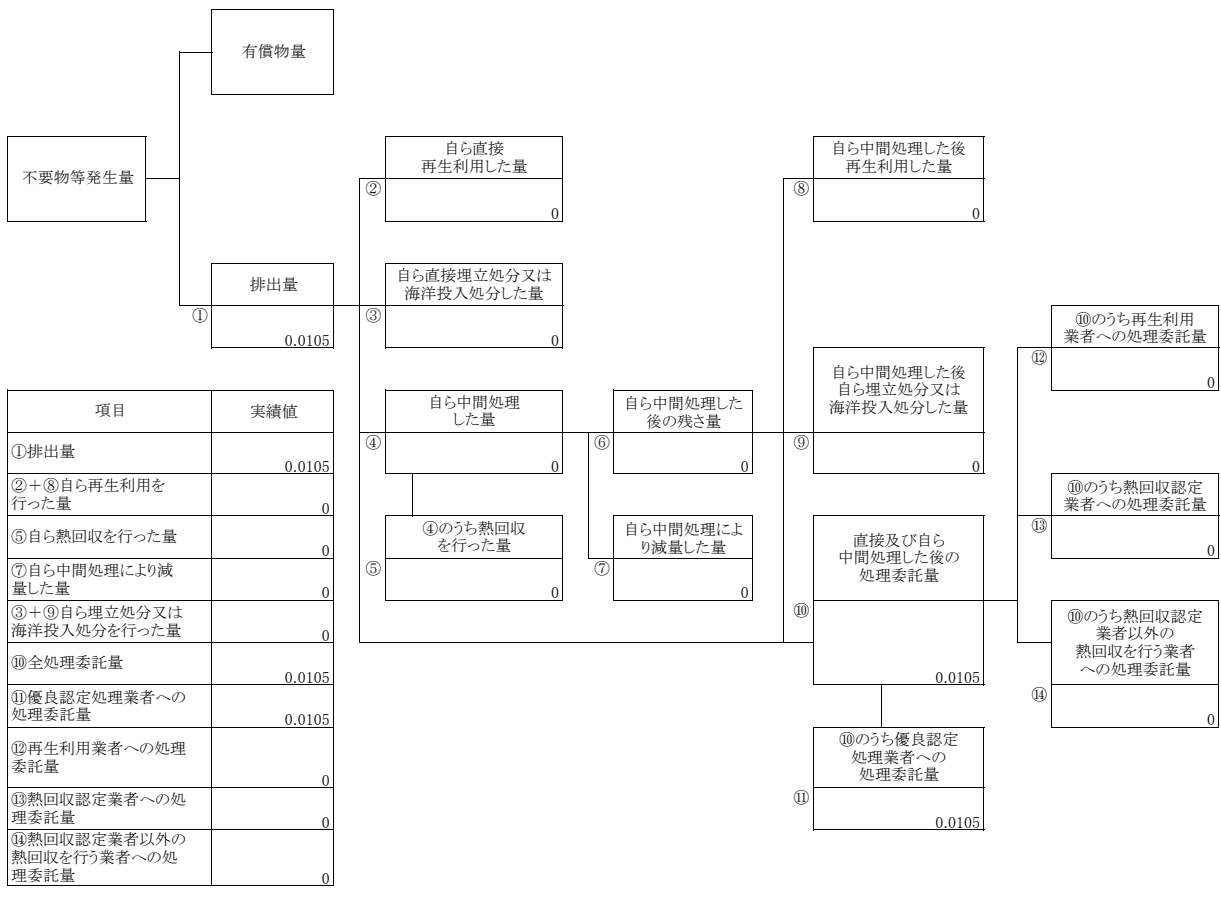 有償物量
不要物等発生量
排出量
①
0.0105
自ら直接
再生利用した量
②
0
自ら直接埋立処分又は
海洋投入処分した量
③
0
自ら中間処理
した量
④
0
④のうち熱回収
を行った量
⑤
0
自ら中間処理した
後の残さ量
⑥
0
自ら中間処理によ
り減量した量
⑦
0
自ら中間処理した後
再生利用した量
⑧
0
自ら中間処理した後
自ら埋立処分又は
海洋投入処分した量
⑨
0
直接及び自ら
中間処理した後の
処理委託量
⑩
0.0105
⑩のうち優良認定
処理業者への
処理委託量
⑪
0.0105
⑩のうち再生利用
業者への処理委託量
⑫
0
⑩のうち熱回収認定
業者への処理委託量
⑬
0
⑩のうち熱回収認定
業者以外の
熱回収を行う業者
への処理委託量
⑭
0
項目 実績値
①排出量
0.0105
②＋⑧自ら再生利用を
行った量
0
⑤自ら熱回収を行った量
0
⑦自ら中間処理により減
量した量
0
③＋⑨自ら埋立処分又は
海洋投入処分を行った量
0
⑩全処理委託量
0.0105
⑪優良認定処理業者への
処理委託量
0.0105
⑫再生利用業者への処理
委託量
0
⑬熱回収認定業者への処
理委託量
0
⑭熱回収認定業者以外の
熱回収を行う業者への処
理委託量
0